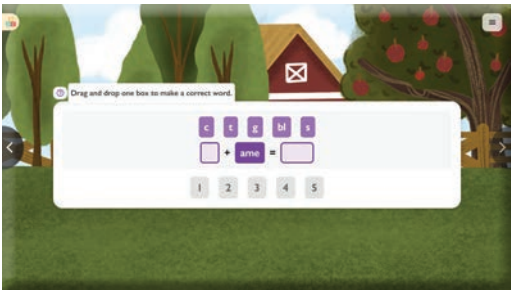 Drag and drop one box to make a correct word.
c t g bl s
+ ame =
1 2 3 4 5